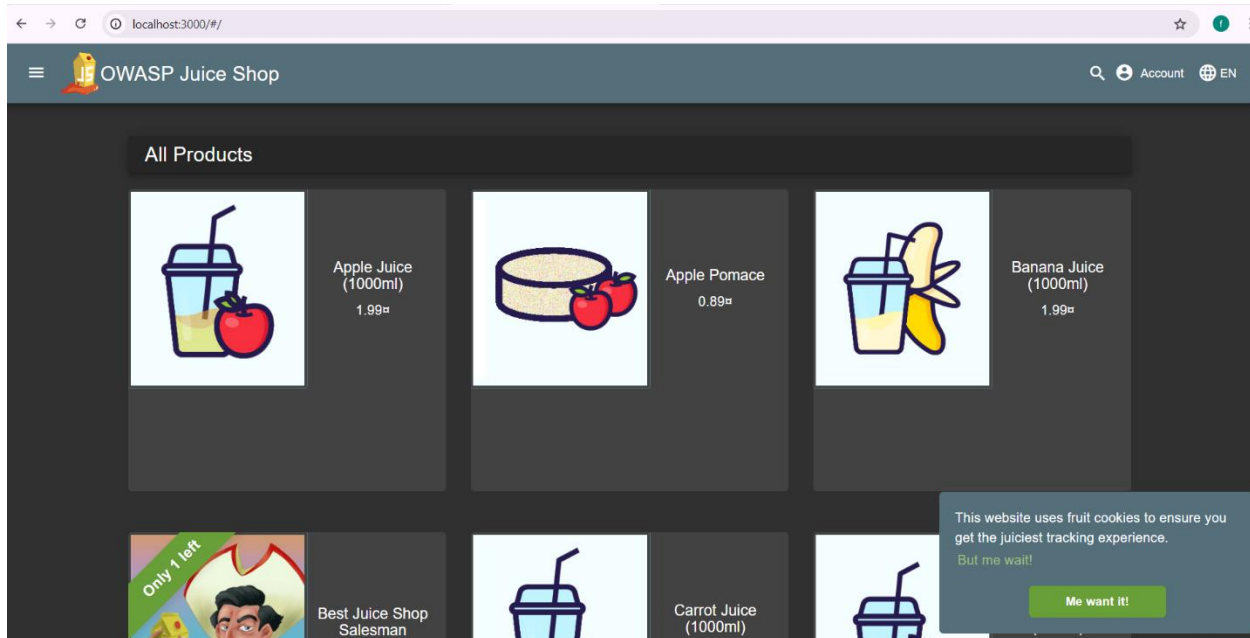 localhost:3000/#/
OWASP Juice Shop
Account
EN
All Products
Apple Juice
(1000ml)
1.99¤
Apple Pomace
0.89¤
Banana Juice
(1000ml)
1.99¤
Only 1 left
Best Juice Shop
Salesman
Carrot Juice
(1000ml)
This website uses fruit cookies to ensure you
get the juiciest tracking experience.
But me wait!
Me want it!